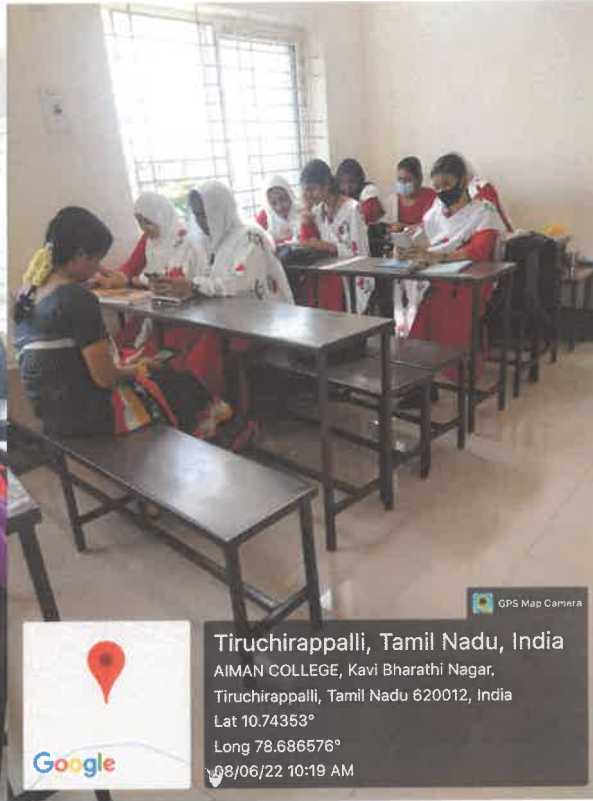 GPS Map Camera
Tiruchirappalli, Tamil Nadu, India
AIMAN COLLEGE, Kavi Bharathi Nagar,
Tiruchirappalli, Tamil Nadu 620012, India
Lat 10.74353°
Long 78.686576°
08/06/22 10:19 AM
Google